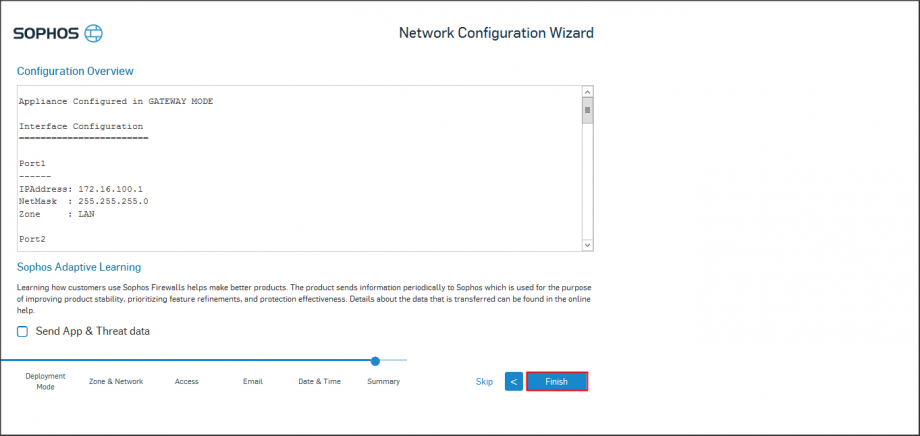 SOPHOS
Network Configuration Wizard
Configuration Overview
Appliance Configured in GATEWAY MODE
Interface Configuration
=========================
Port1
------
IPAddress: 172.16.100.1
NetMask  : 255.255.255.0
Zone     : LAN
Port2
Sophos Adaptive Learning
Learning how customers use Sophos Firewalls helps make better products. The product sends information periodically to Sophos which is used for the purpose
of improving product stability, prioritizing feature refinements, and protection effectiveness. Details about the data that is transferred can be found in the online
help.
Send App & Threat data
Deployment
Mode
Zone & Network
Access
Email
Date & Time
Summary
Skip
<
Finish